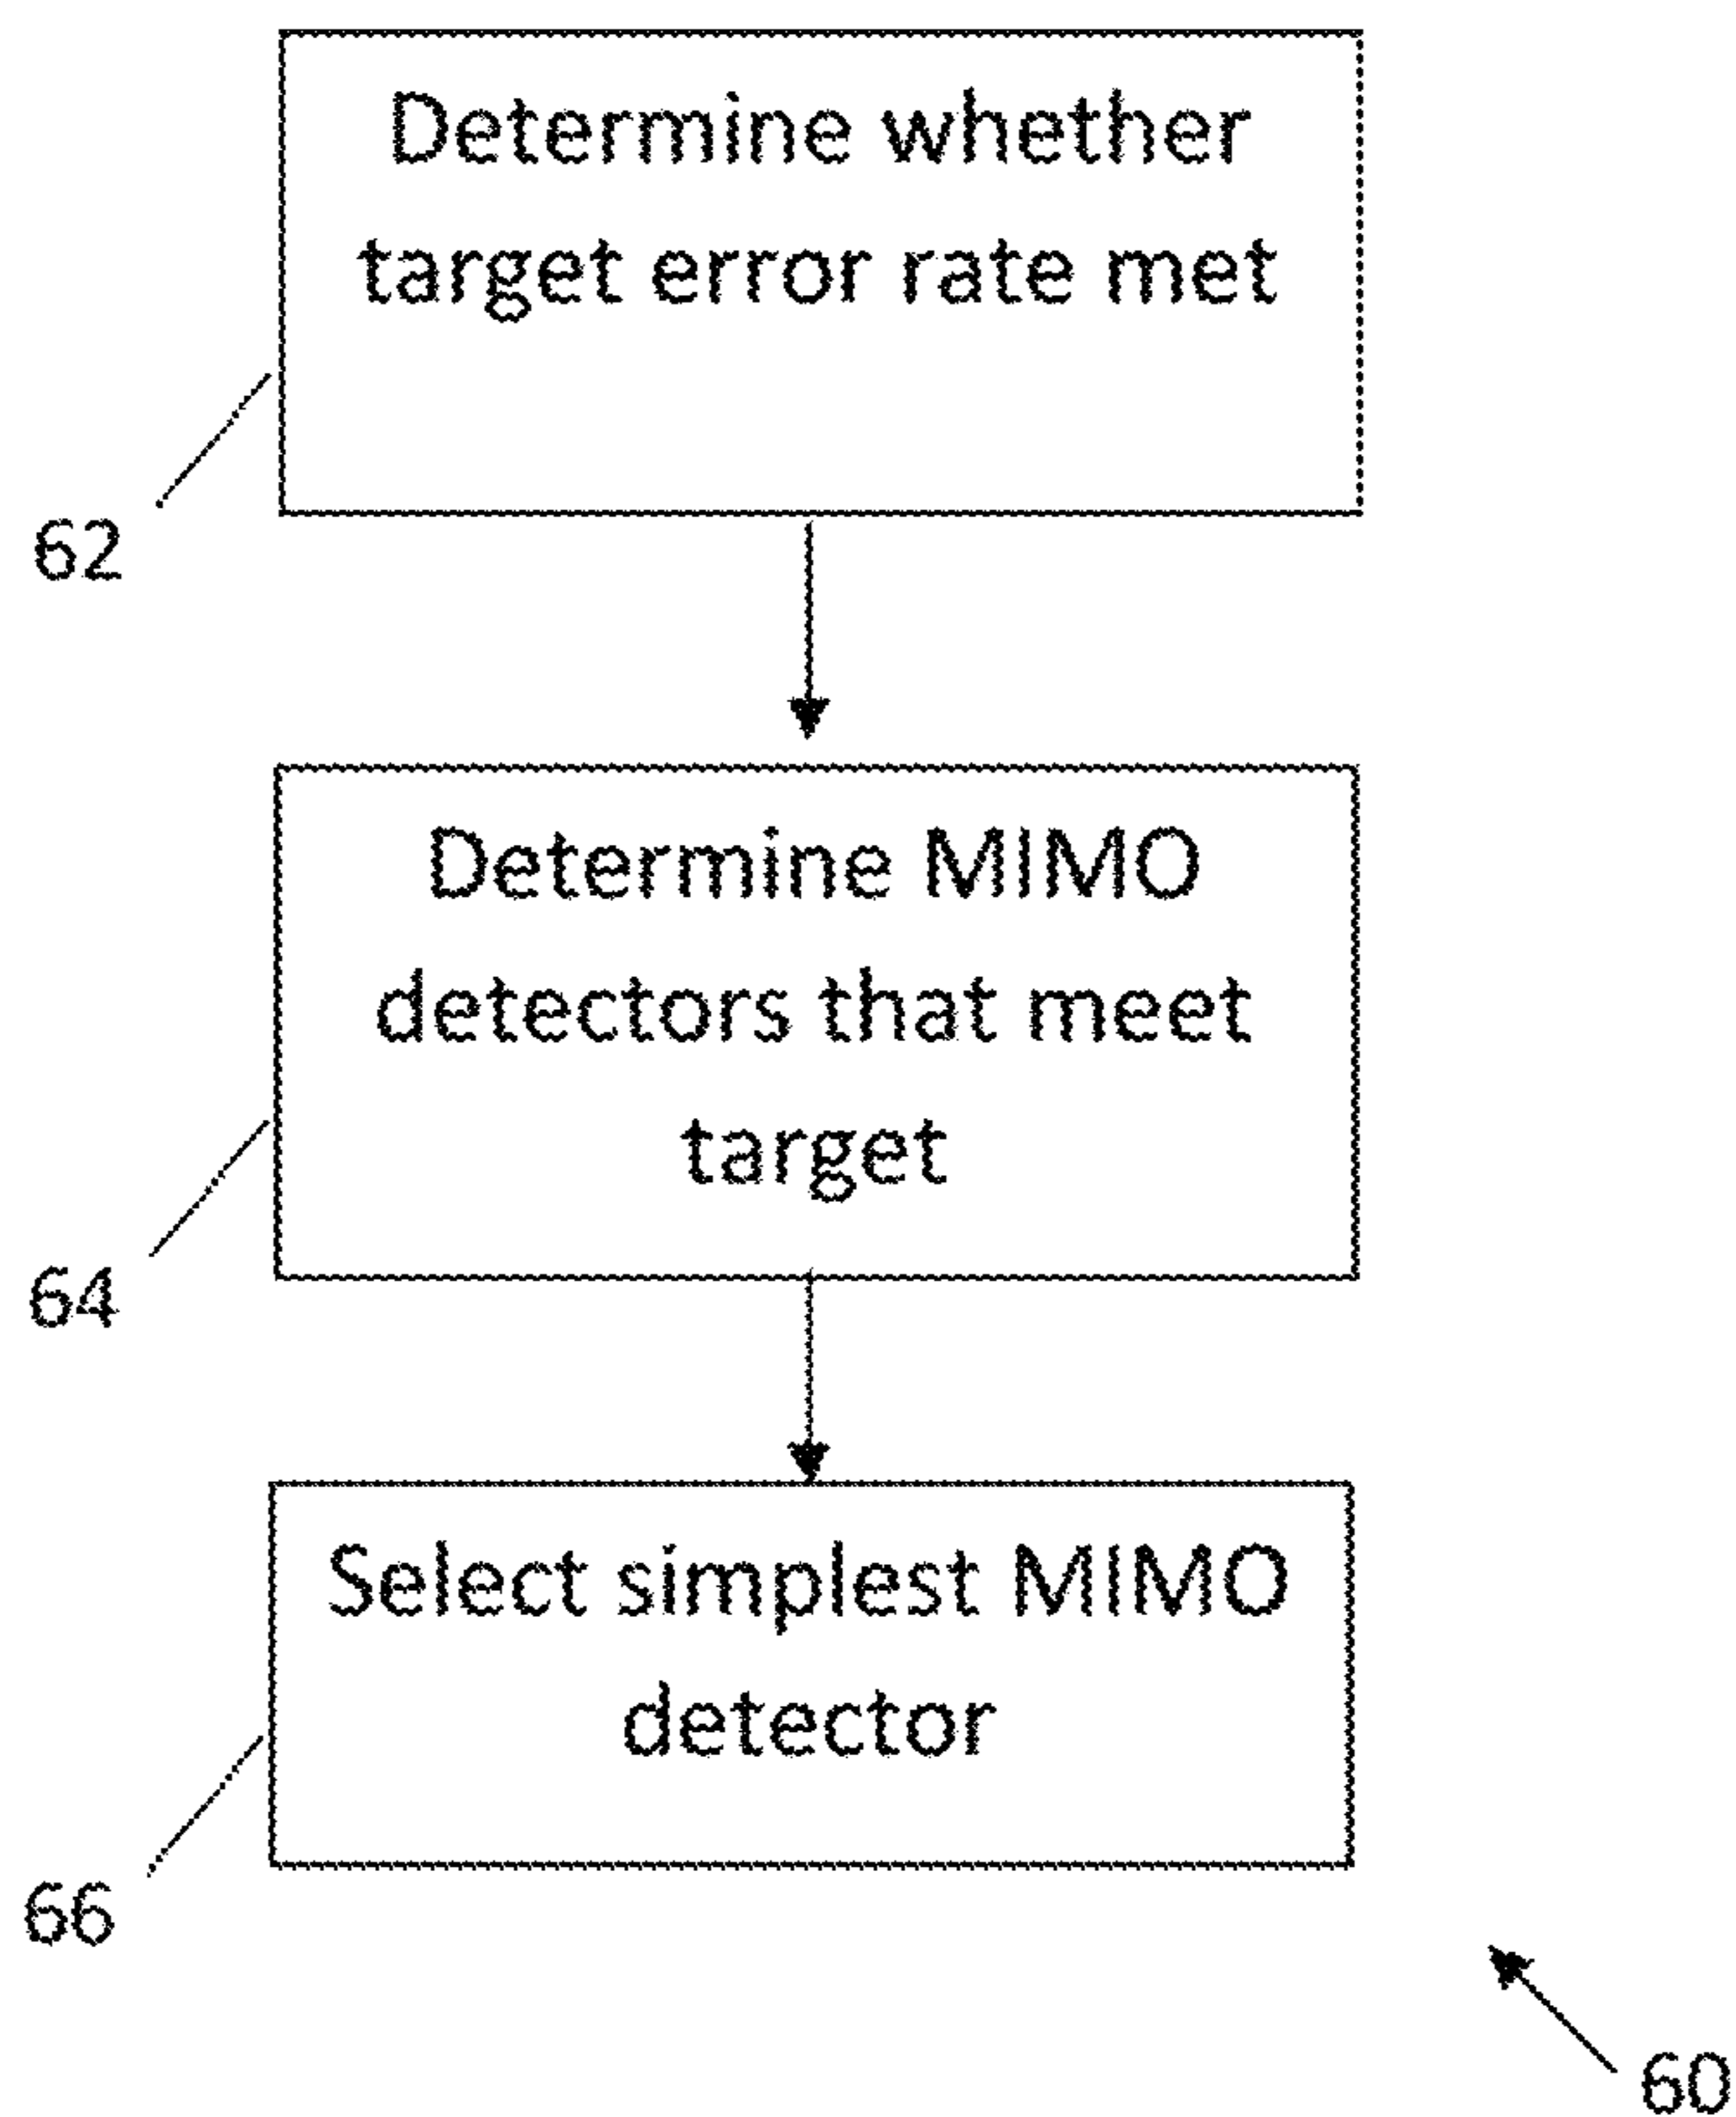 Determine whether
target error rate met
62
Determine MIMO
detectors that meet
target
64
Select simplest MIMO
detector
66
60